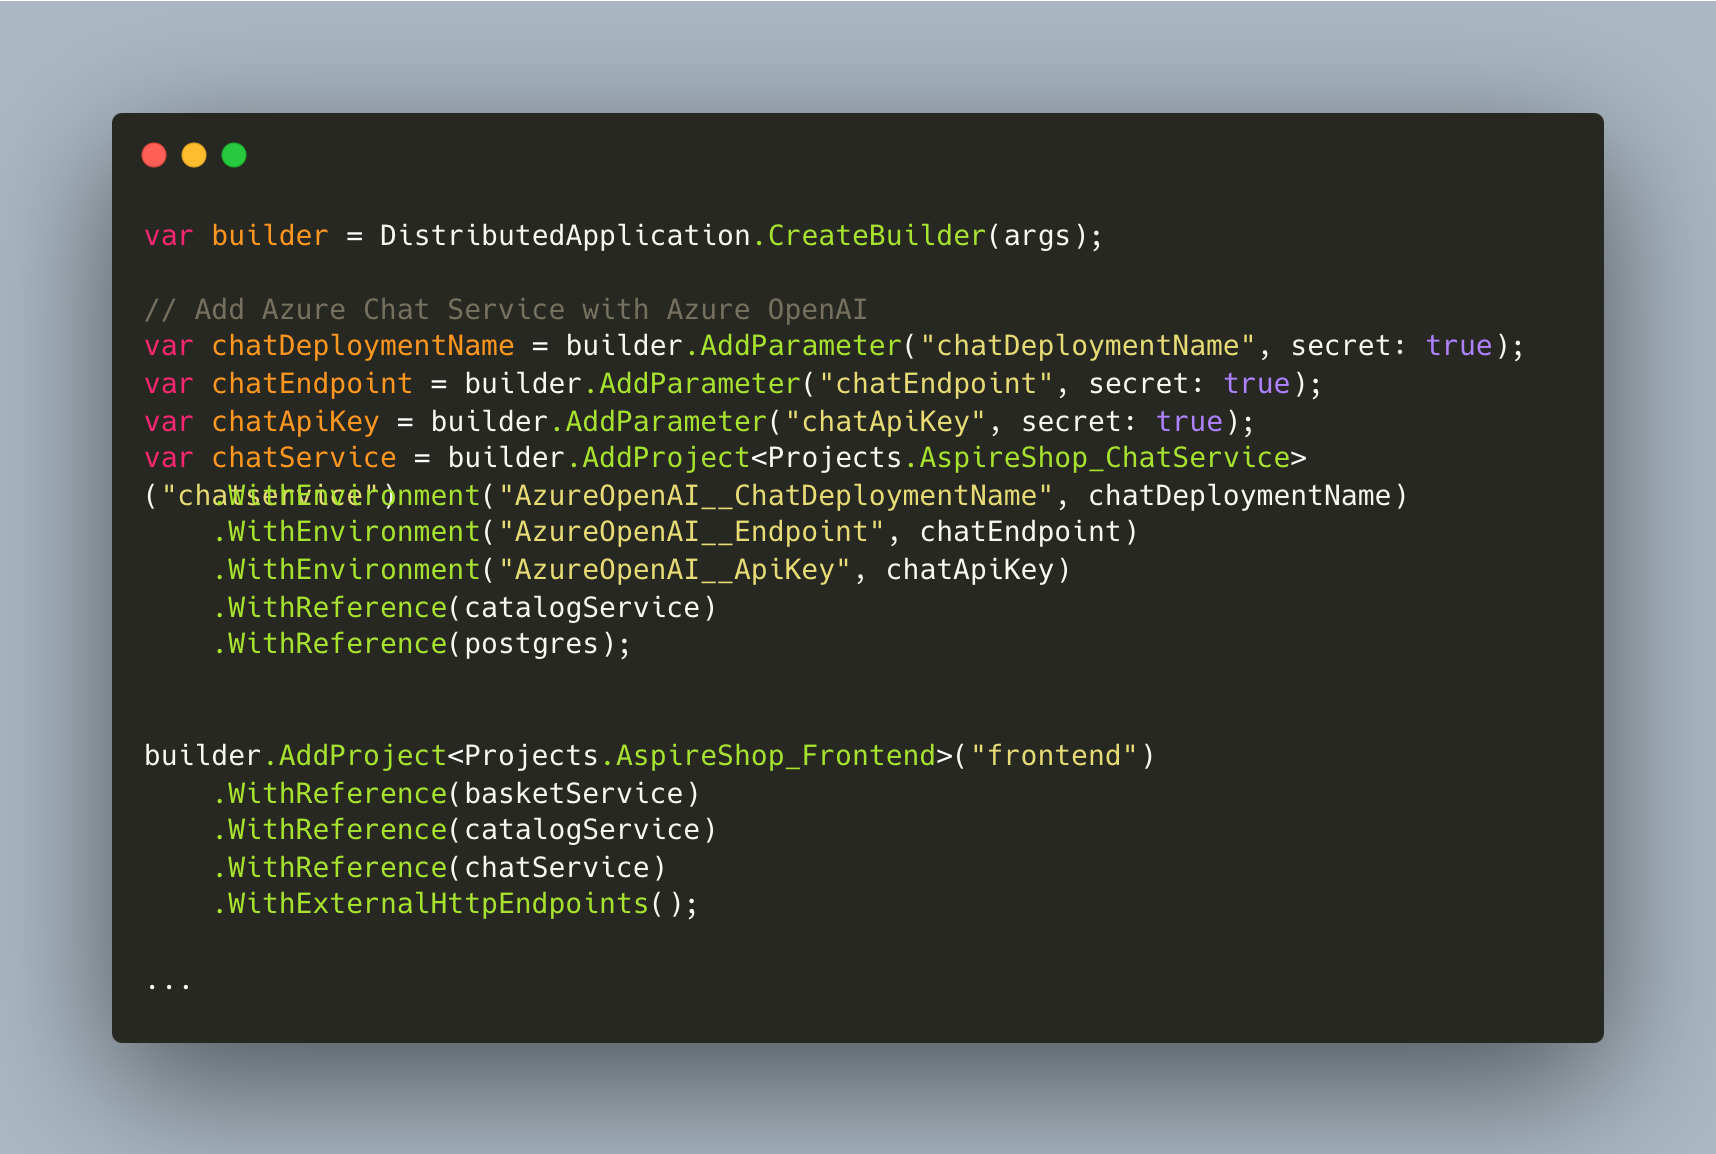 var builder = DistributedApplication.CreateBuilder(args);
// Add Azure Chat Service with Azure OpenAI
var chatDeploymentName = builder.AddParameter("chatDeploymentName", secret: true);
var chatEndpoint = builder.AddParameter("chatEndpoint", secret: true);
var chatApiKey = builder.AddParameter("chatApiKey", secret: true);
var chatService = builder.AddProject<Projects.AspireShop_ChatService>
("chatservice")
.WithEnvironment("AzureOpenAI__ChatDeploymentName", chatDeploymentName)
.WithEnvironment("AzureOpenAI__Endpoint", chatEndpoint)
.WithEnvironment("AzureOpenAI__ApiKey", chatApiKey)
.WithReference(catalogService)
.WithReference(postgres);
builder.AddProject<Projects.AspireShop_Frontend>("frontend")
.WithReference(basketService)
.WithReference(catalogService)
.WithReference(chatService)
.WithExternalHttpEndpoints();
...